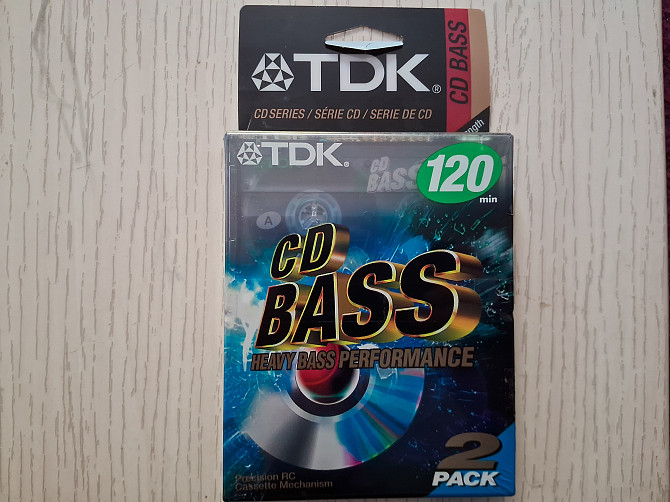 TDK®
CD BASS
CD SERIES / SÉRIE CD / SERIE DE CD
TDK®
CD
BASS
120
min
A
CD
BASS
HEAVY BASS PERFORMANCE
Precision RC
Cassette Mechanism
2
PACK